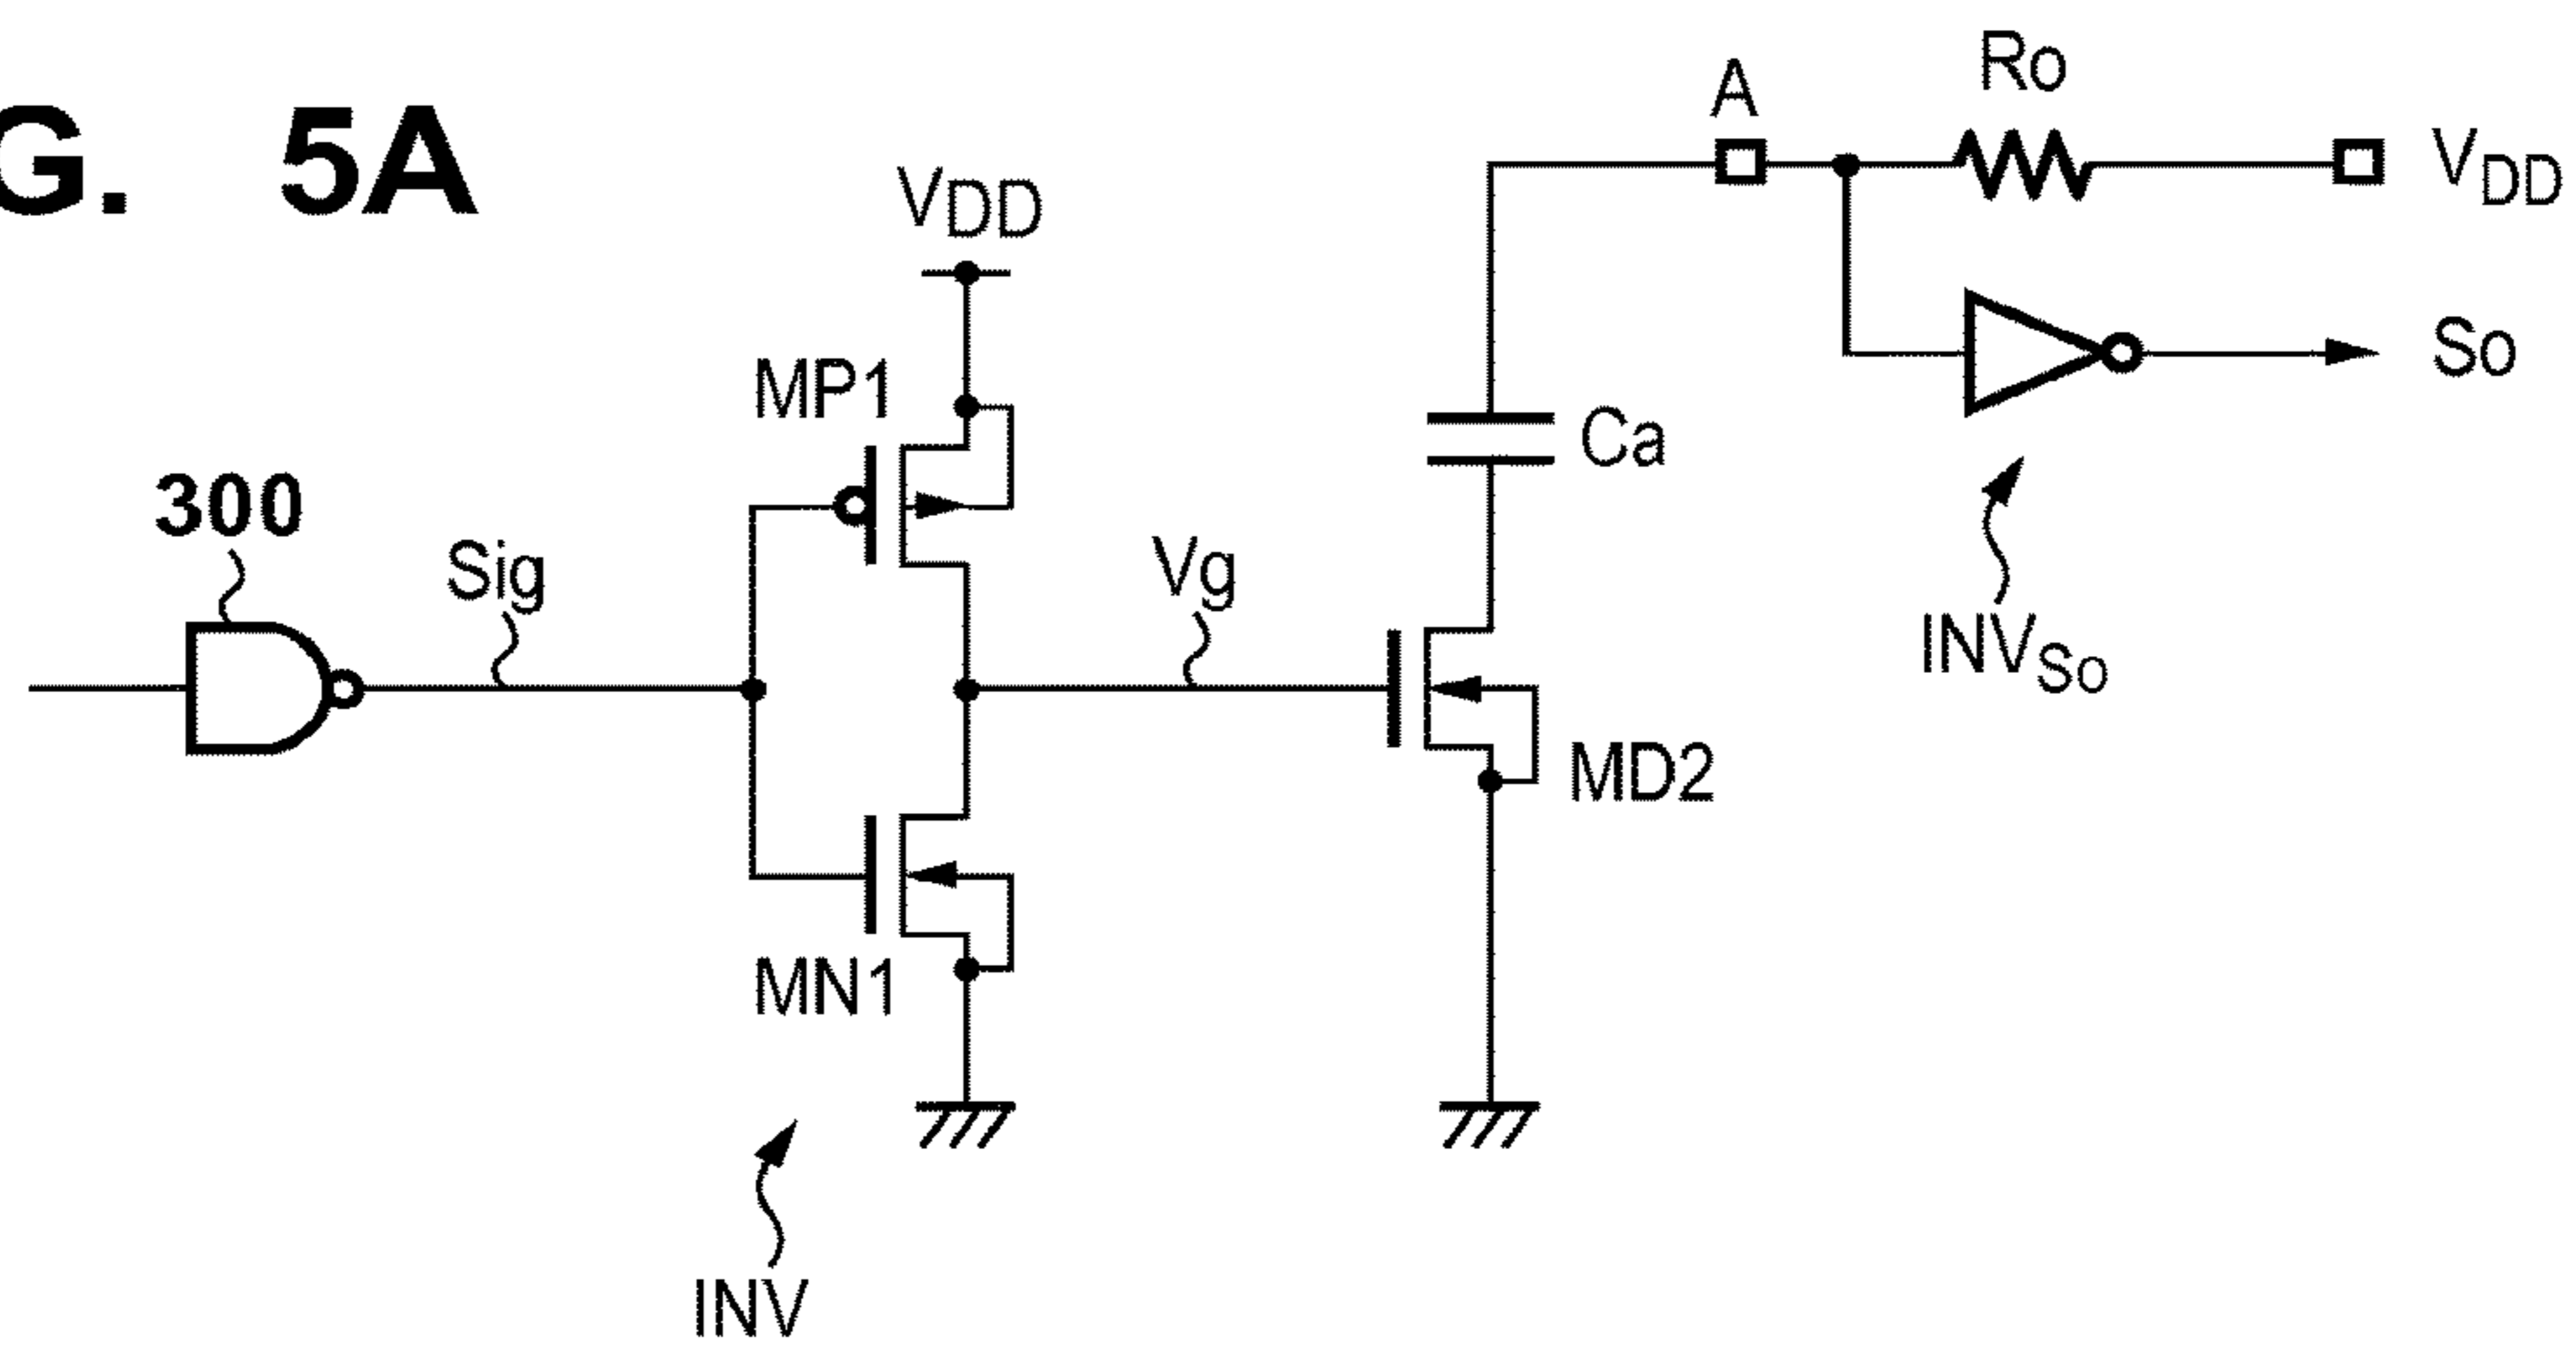 G. 5A
A
Ro
VDD
VDD
So
MP1
Ca
300
Sig
Vg
INVSo
MD2
MN1
INV